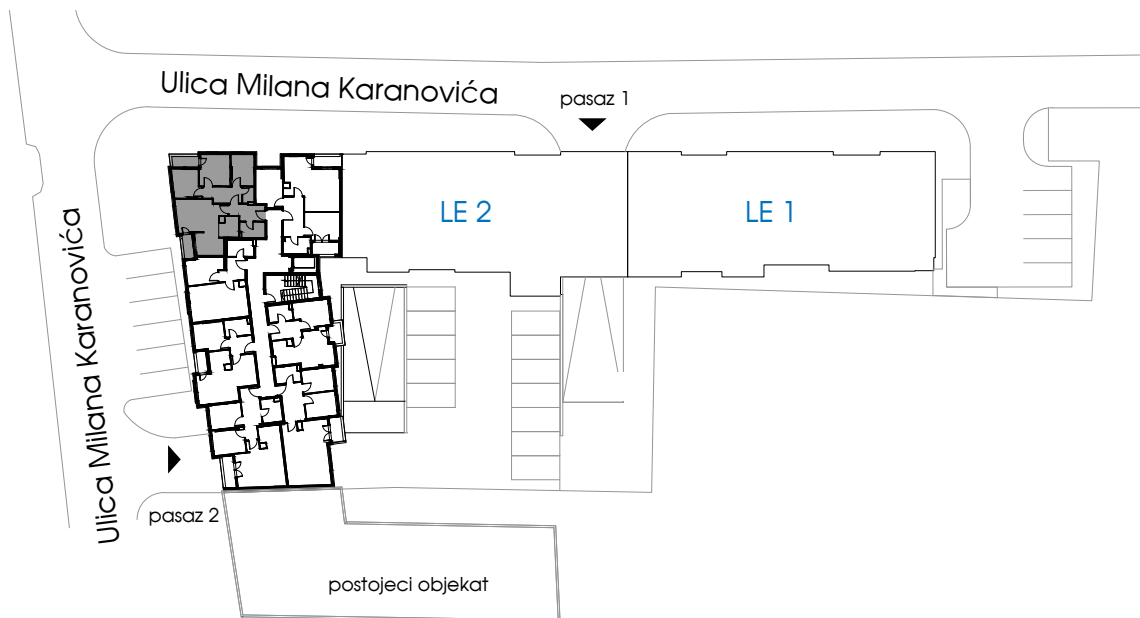 Ulica Milana Karanovića
pasaz 1
LE 2
LE 1
Ulica Milana Karanovića
pasaz 2
postojeci objekat